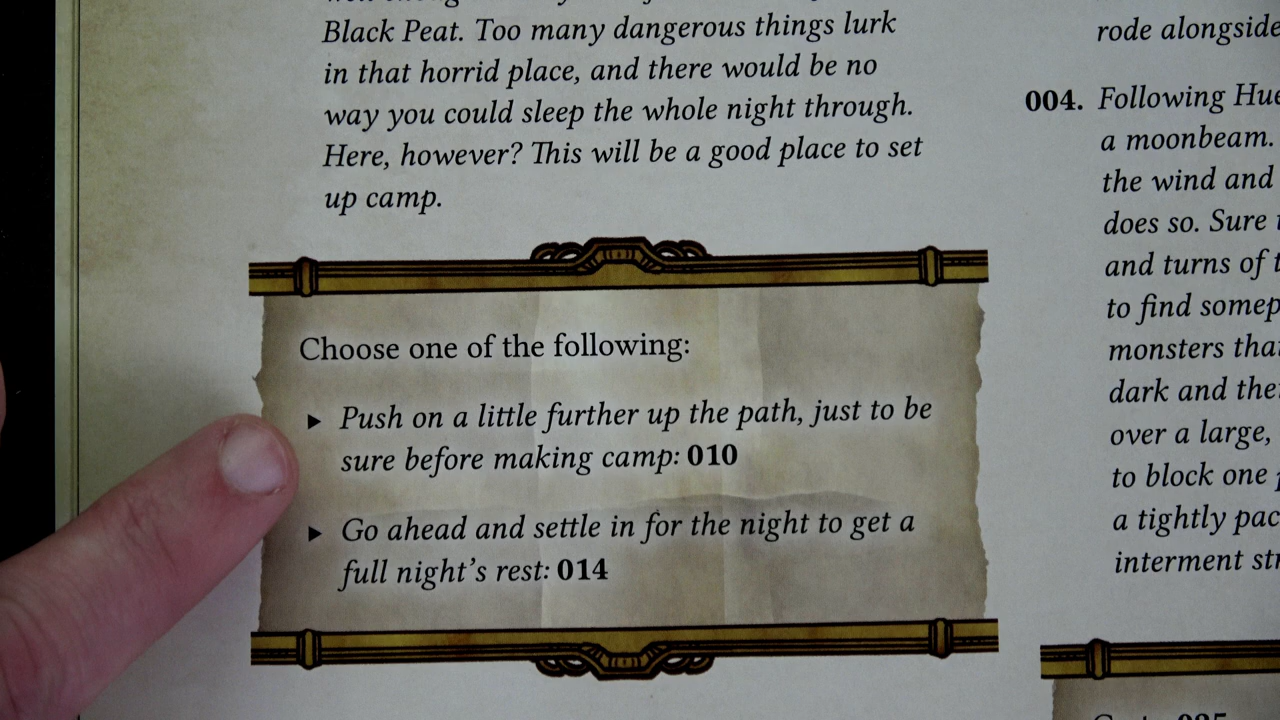 Black Peat. Too many dangerous things lurk
in that horrid place, and there would be no
way you could sleep the whole night through.
Here, however? This will be a good place to set
up camp.
Choose one of the following:
▸ Push on a little further up the path, just to be
sure before making camp: 010
▸ Go ahead and settle in for the night to get a
full night's rest: 014
rode alongside
004. Following Hue
a moonbeam.
the wind and
does so. Sure
and turns of
to find
monsters
dark and
over a large,
to block one
a tightly
interment